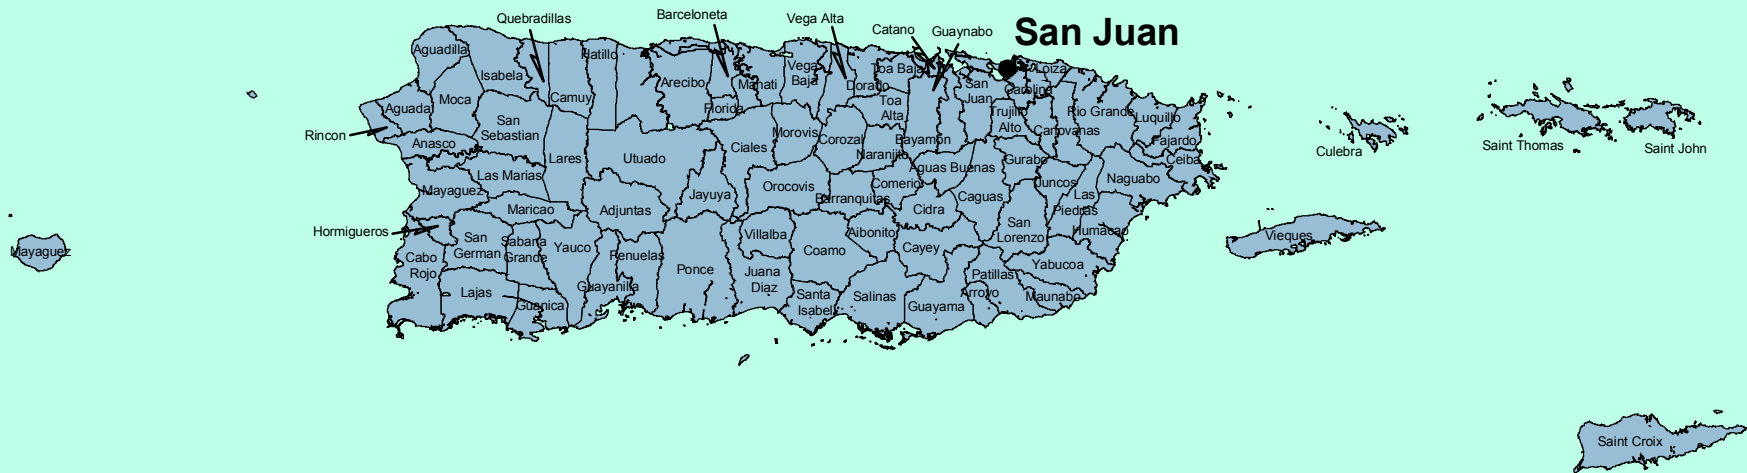 Quebradillas
Barceloneta
Vega Alta
Catano
Guaynabo
San Juan
Aguadilla
Isabela
Hatillo
Camuy
Arecibo
Manati
Vega
Baja
Dorado
Toa Baja
San
Juan
Loiza
Carolina
Aguada
Moca
Florida
Toa
Alta
Trujillo
Alto
Rio Grande
Luquillo
Rincon
San
Sebastian
Anasco
Lares
Utuado
Ciales
Morovis
Corozal
Naranjito
Bayamon
Canovanas
Fajardo
Ceiba
Culebra
Saint Thomas
Saint John
Las Marias
Mayaguez
Maricao
Adjuntas
Jayuya
Orocovis
Barranquitas
Comerio
Aguas Buenas
Gurabo
Juncos
Las
Piedras
Naguabo
Cidra
Caguas
San
Lorenzo
Humacao
Hormigueros
San
German
Sabana
Grande
Yauco
Penuelas
Ponce
Villalba
Coamo
Aibonito
Cayey
Vieques
Mayaguez
Cabo
Rojo
Lajas
Guanica
Guayanilla
Juana
Diaz
Santa
Isabel
Salinas
Guayama
Patillas
Arroyo
Yabucoa
Maunabo
Saint Croix